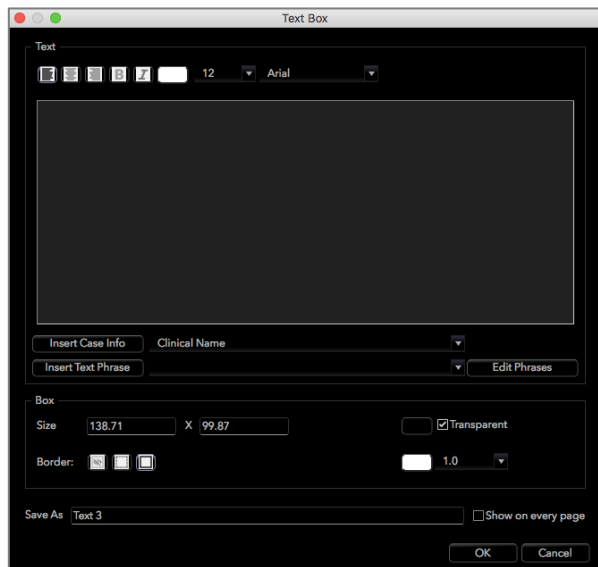 Text Box
Text
B I 12 Arial
Insert Case Info Clinical Name
Insert Text Phrase Edit Phrases
Box
Size 138.71 X 99.87 Transparent
Border: 1.0
Save As Text 3 Show on every page
OK Cancel